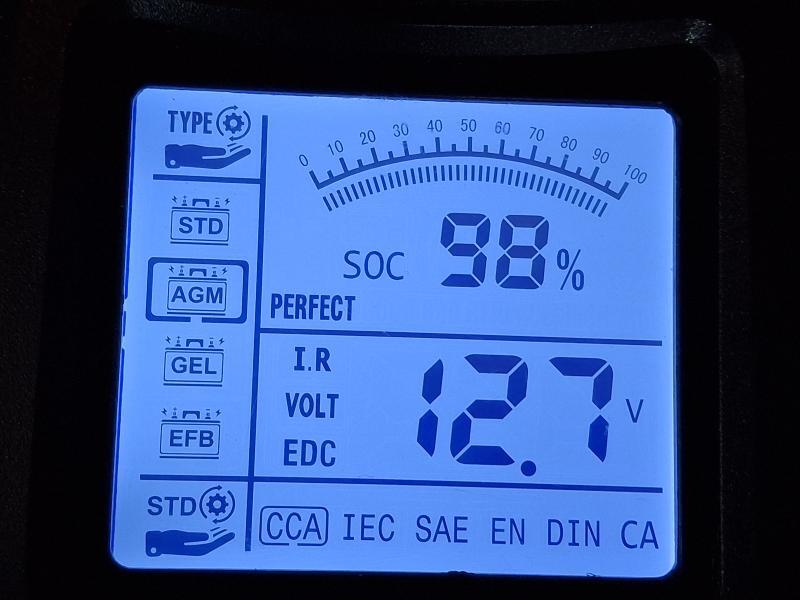 TYPE
0 10 20 30 40 50 60 70 80 90 100
STD
SOC 98%
AGM
PERFECT
I.R
GEL
VOLT 12.7 V
EFB
EDC
STD
CCA IEC SAE EN DIN CA